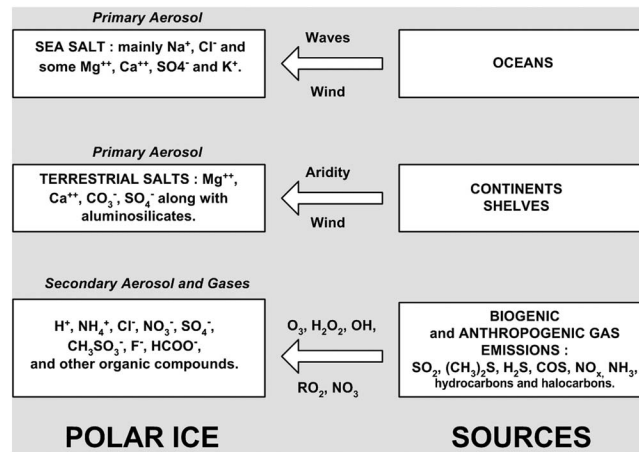 Primary Aerosol
SEA SALT : mainly Na⁺, Cl⁻ and
some Mg⁺⁺, Ca⁺⁺, SO4⁻ and K⁺.
Waves
Wind
OCEANS
Primary Aerosol
TERRESTRIAL SALTS : Mg⁺⁺,
Ca⁺⁺, CO₃⁻, SO₄⁻ along with
aluminosilicates.
Aridity
Wind
CONTINENTS
SHELVES
Secondary Aerosol and Gases
H⁺, NH₄⁺, Cl⁻, NO₃⁻, SO₄⁻,
CH₃SO₃⁻, F⁻, HCOO⁻,
and other organic compounds.
O₃, H₂O₂, OH,
RO₂, NO₃
BIOGENIC
and ANTHROPOGENIC GAS
EMISSIONS :
SO₂, (CH₃)₂S, H₂S, COS, NOₓ, NH₃,
hydrocarbons and halocarbons.
POLAR ICE
SOURCES